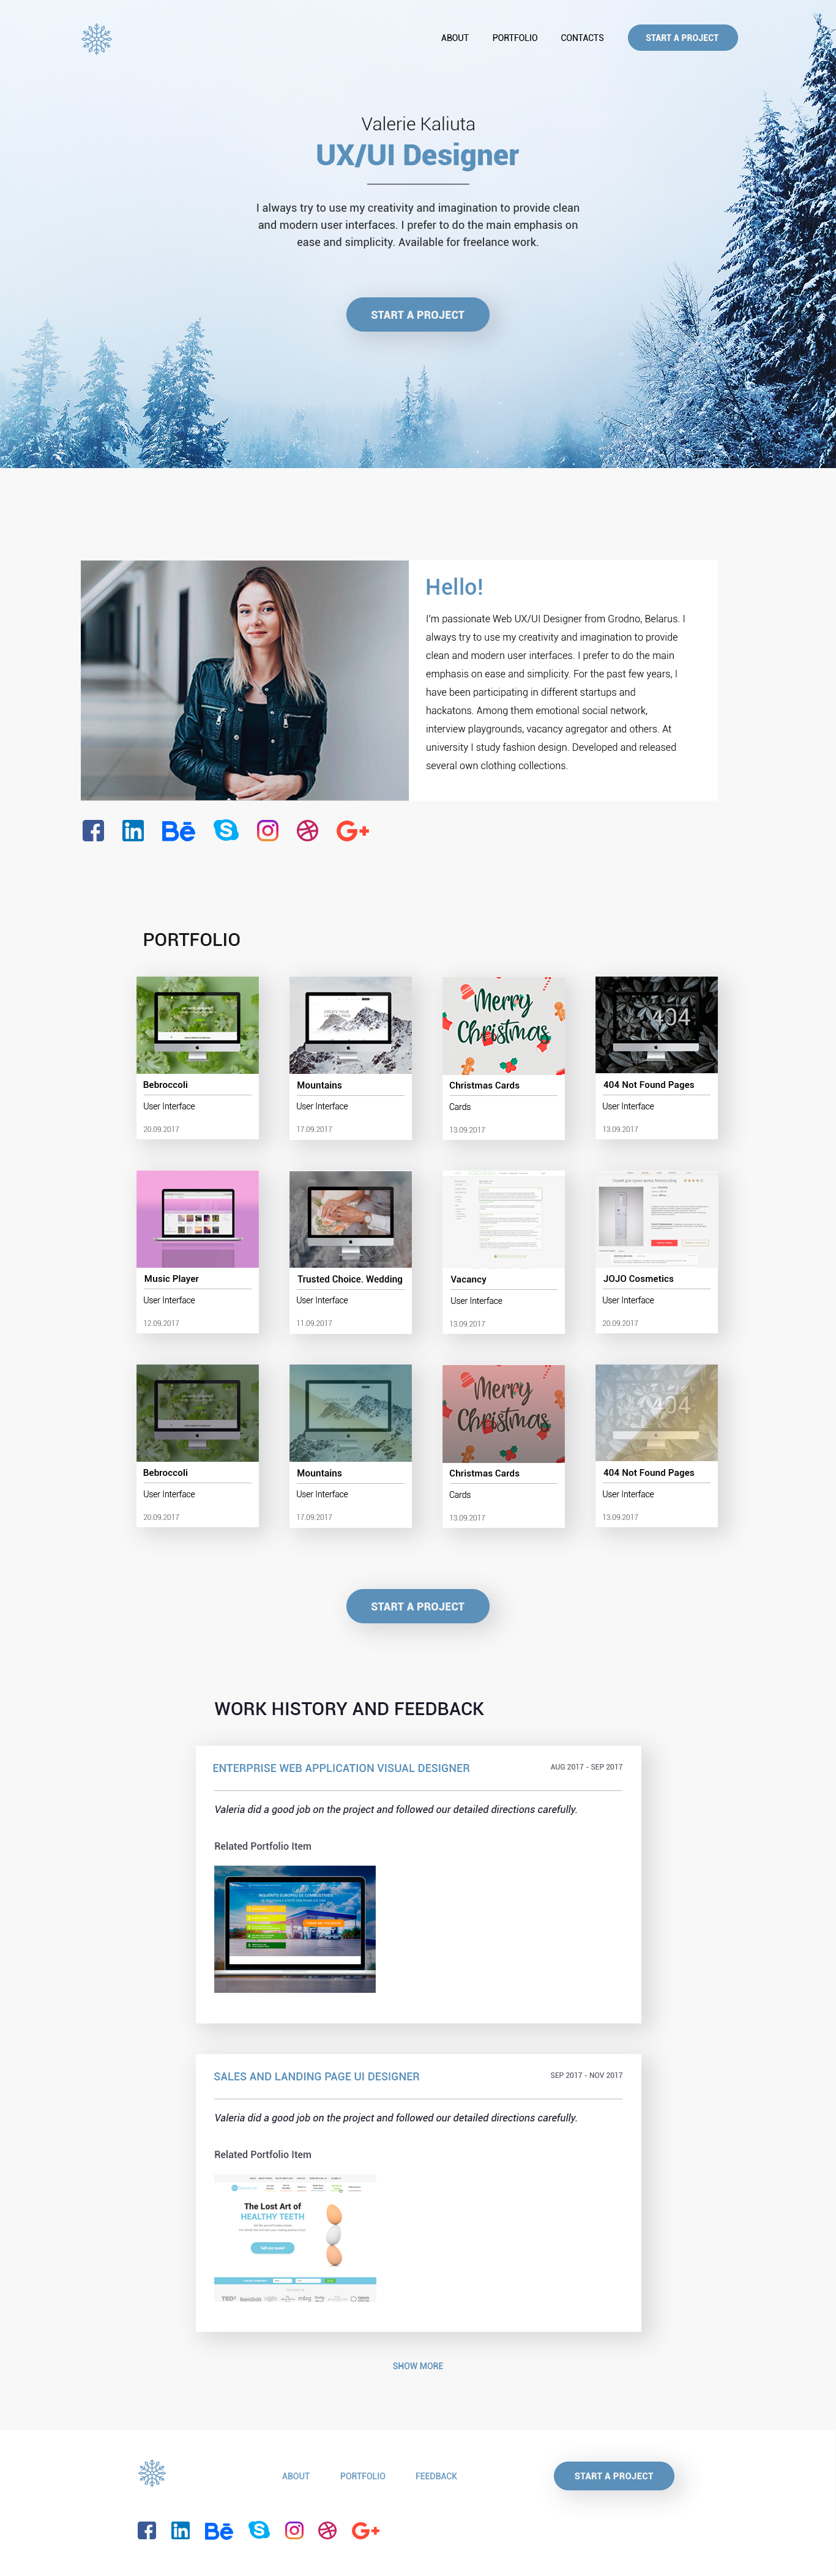 ABOUT
PORTFOLIO
CONTACTS
START A PROJECT
Valerie Kaliuta
UX/UI Designer
I always try to use my creativity and imagination to provide clean
and modern user interfaces. I prefer to do the main emphasis on
ease and simplicity. Available for freelance work.
START A PROJECT
Hello!
I'm passionate Web UX/UI Designer from Grodno, Belarus. I
always try to use my creativity and imagination to provide
clean and modern user interfaces. I prefer to do the main
emphasis on ease and simplicity. For the past few years, I
have been participating in different startups and
hackatons. Among them emotional social network,
interview playgrounds, vacancy agregator and others. At
university I study fashion design. Developed and released
several own clothing collections.
PORTFOLIO
Merry
Christmas
404
Bebroccoli
User Interface
20.09.2017
Mountains
User Interface
17.09.2017
Christmas Cards
Cards
13.09.2017
404 Not Found Pages
User Interface
13.09.2017
Music Player
User Interface
12.09.2017
Trusted Choice. Wedding
User Interface
11.09.2017
Vacancy
User Interface
13.09.2017
JOJO Cosmetics
User Interface
20.09.2017
Merry
Christmas
404
Bebroccoli
User Interface
20.09.2017
Mountains
User Interface
17.09.2017
Christmas Cards
Cards
13.09.2017
404 Not Found Pages
User Interface
13.09.2017
START A PROJECT
WORK HISTORY AND FEEDBACK
ENTERPRISE WEB APPLICATION VISUAL DESIGNER
AUG 2017 - SEP 2017
Valeria did a good job on the project and followed our detailed directions carefully.
Related Portfolio Item
INQUÉRITO EUROPEU DE COMBUSTÍVEIS
SALES AND LANDING PAGE UI DESIGNER
SEP 2017 - NOV 2017
Valeria did a good job on the project and followed our detailed directions carefully.
Related Portfolio Item
The Lost Art of
HEALTHY TEETH
Tell me more!
SHOW MORE
ABOUT
PORTFOLIO
FEEDBACK
START A PROJECT